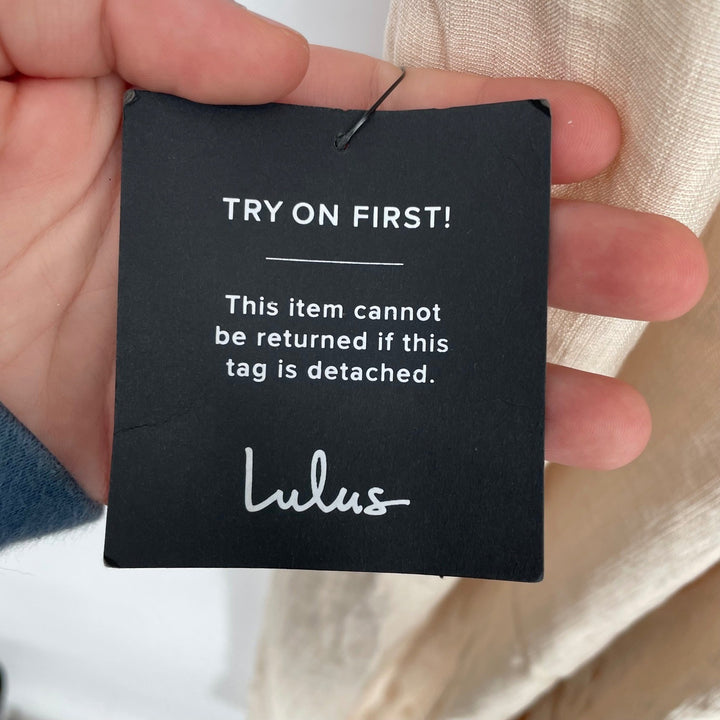 TRY ON FIRST!
This item cannot
be returned if this
tag is detached.
Lulus